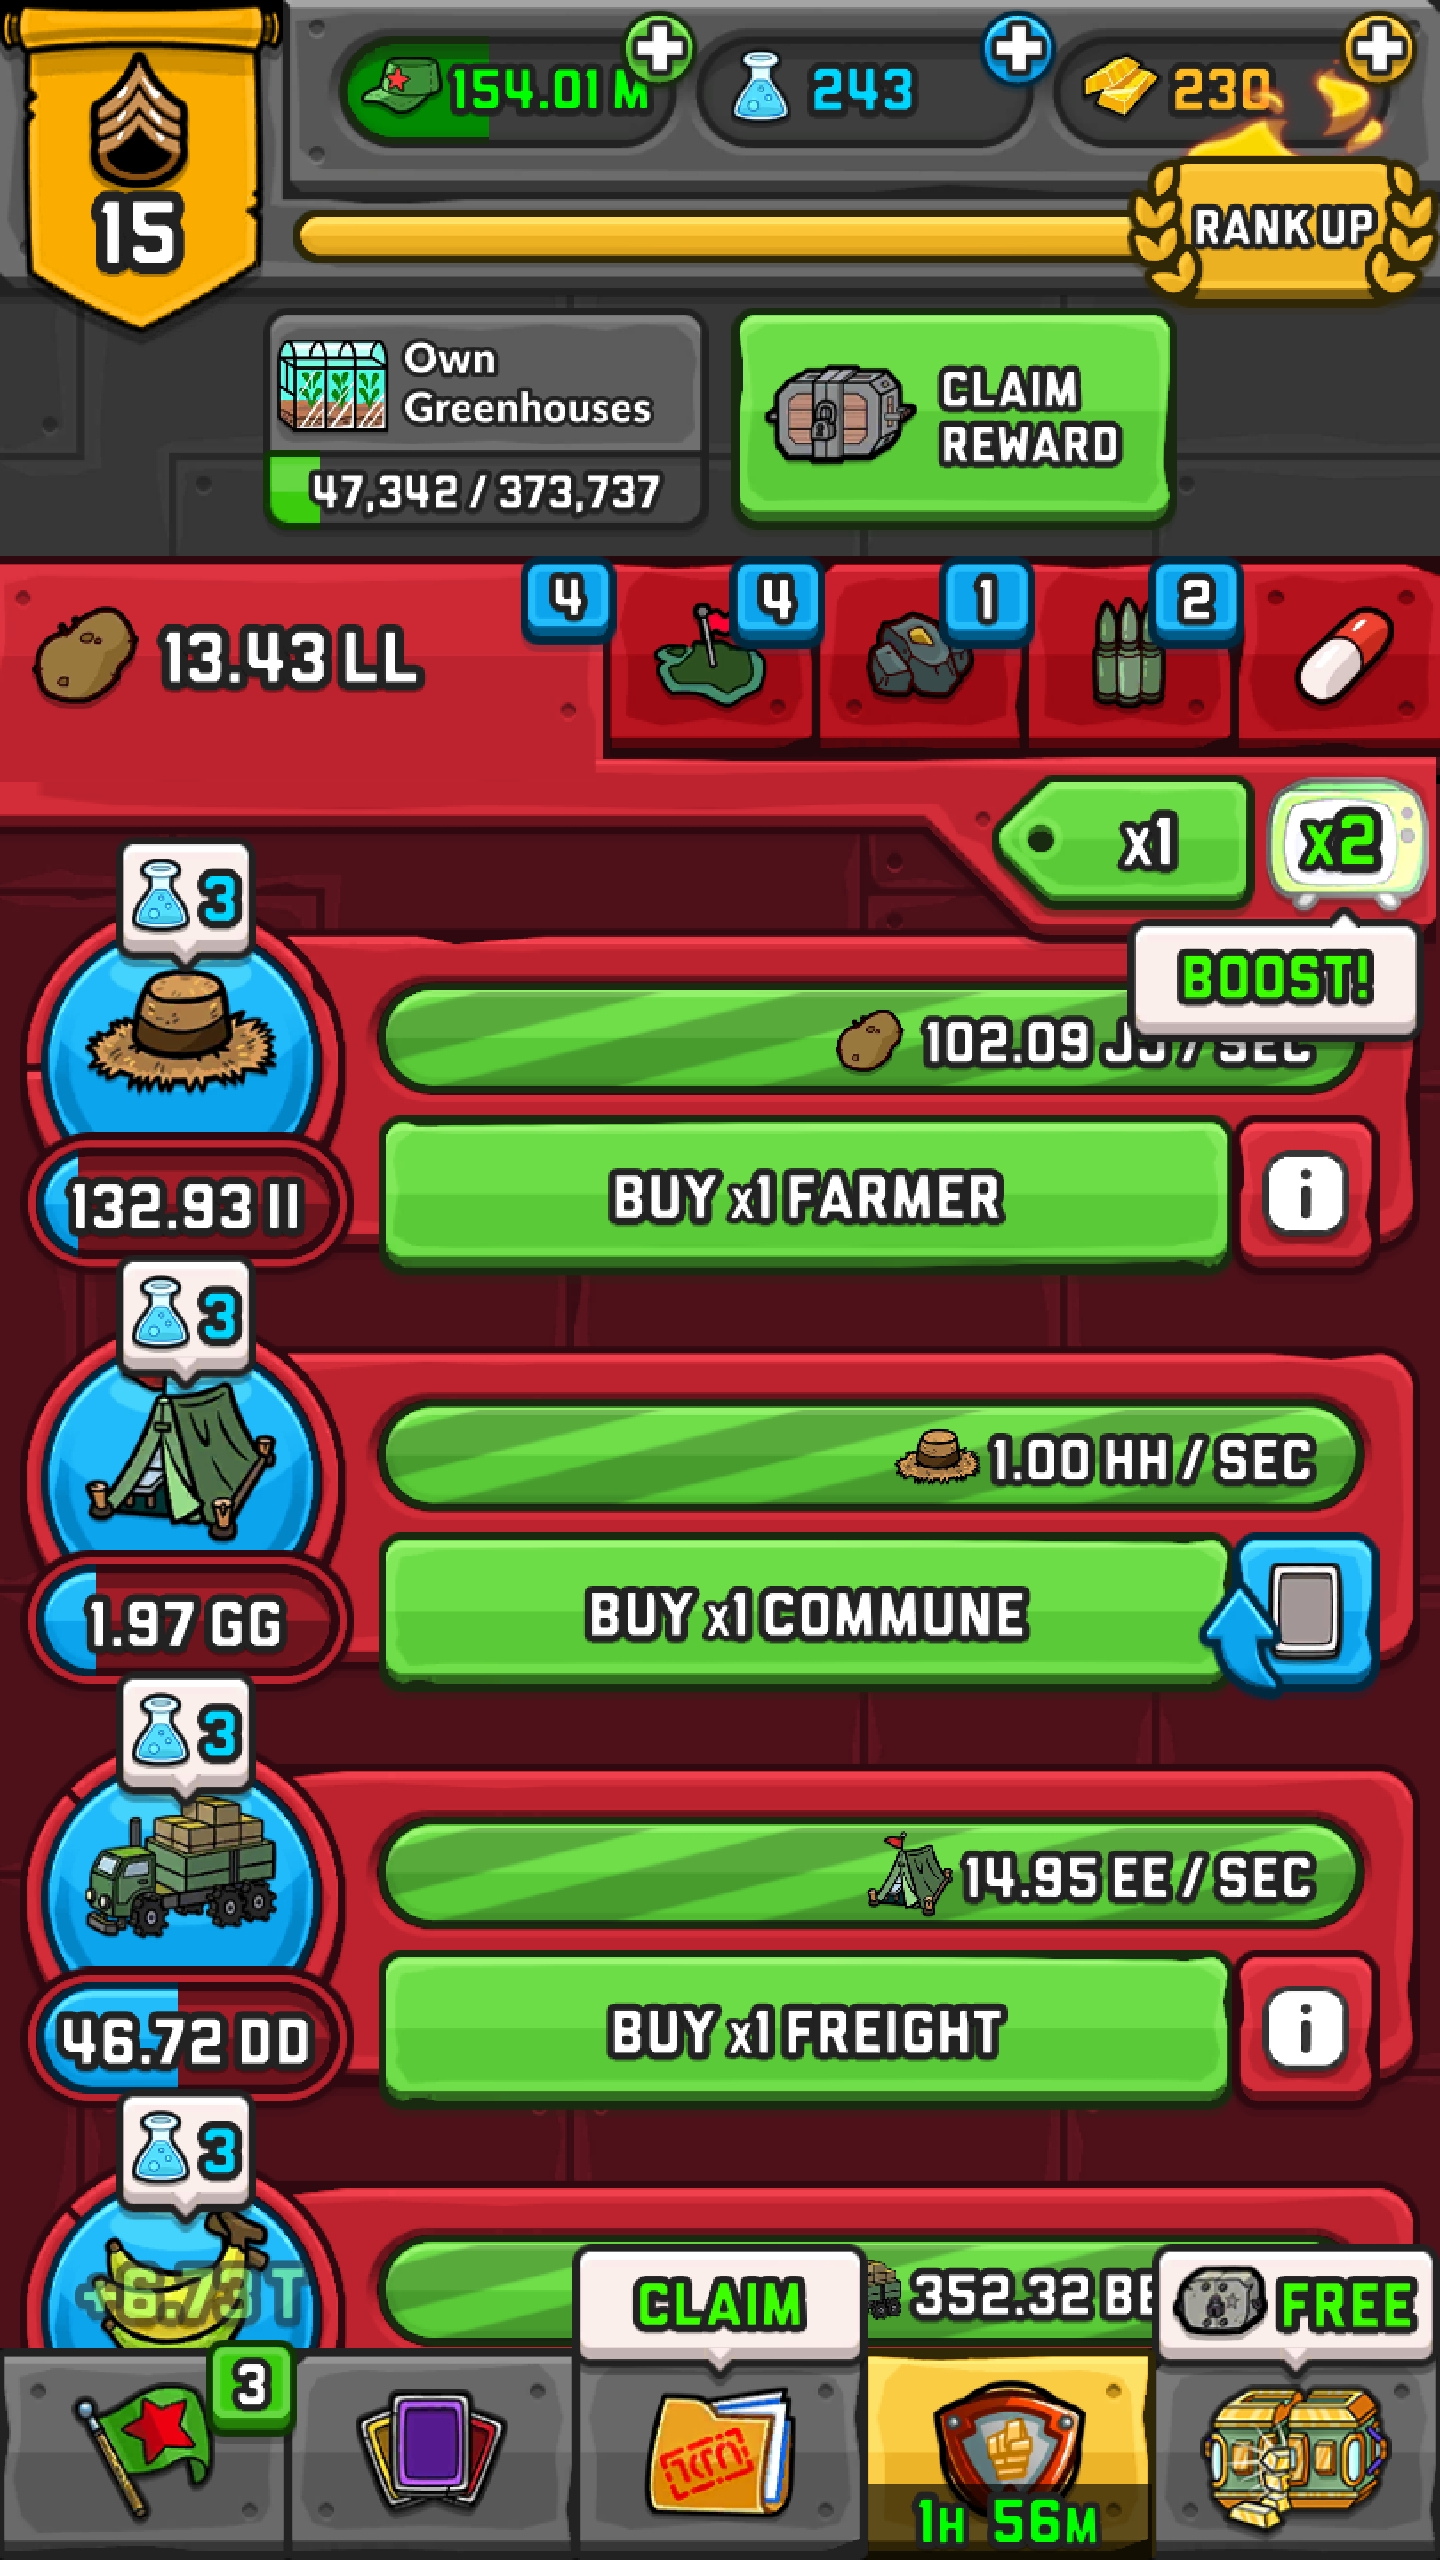 154.01 M
243
230
15
RANK UP
Own
Greenhouses
47,342 / 373,737
CLAIM
REWARD
13.43 LL
4
4
1
2
x1
x2
BOOST!
3
102.09 JJ / SEC
132.93 II
BUY x1 FARMER
i
3
1.00 HH / SEC
1.97 GG
BUY x1 COMMUNE
3
14.95 EE / SEC
46.72 DD
BUY x1 FREIGHT
i
3
+6.73 T
352.32 BB
CLAIM
FREE
3
1H 56M